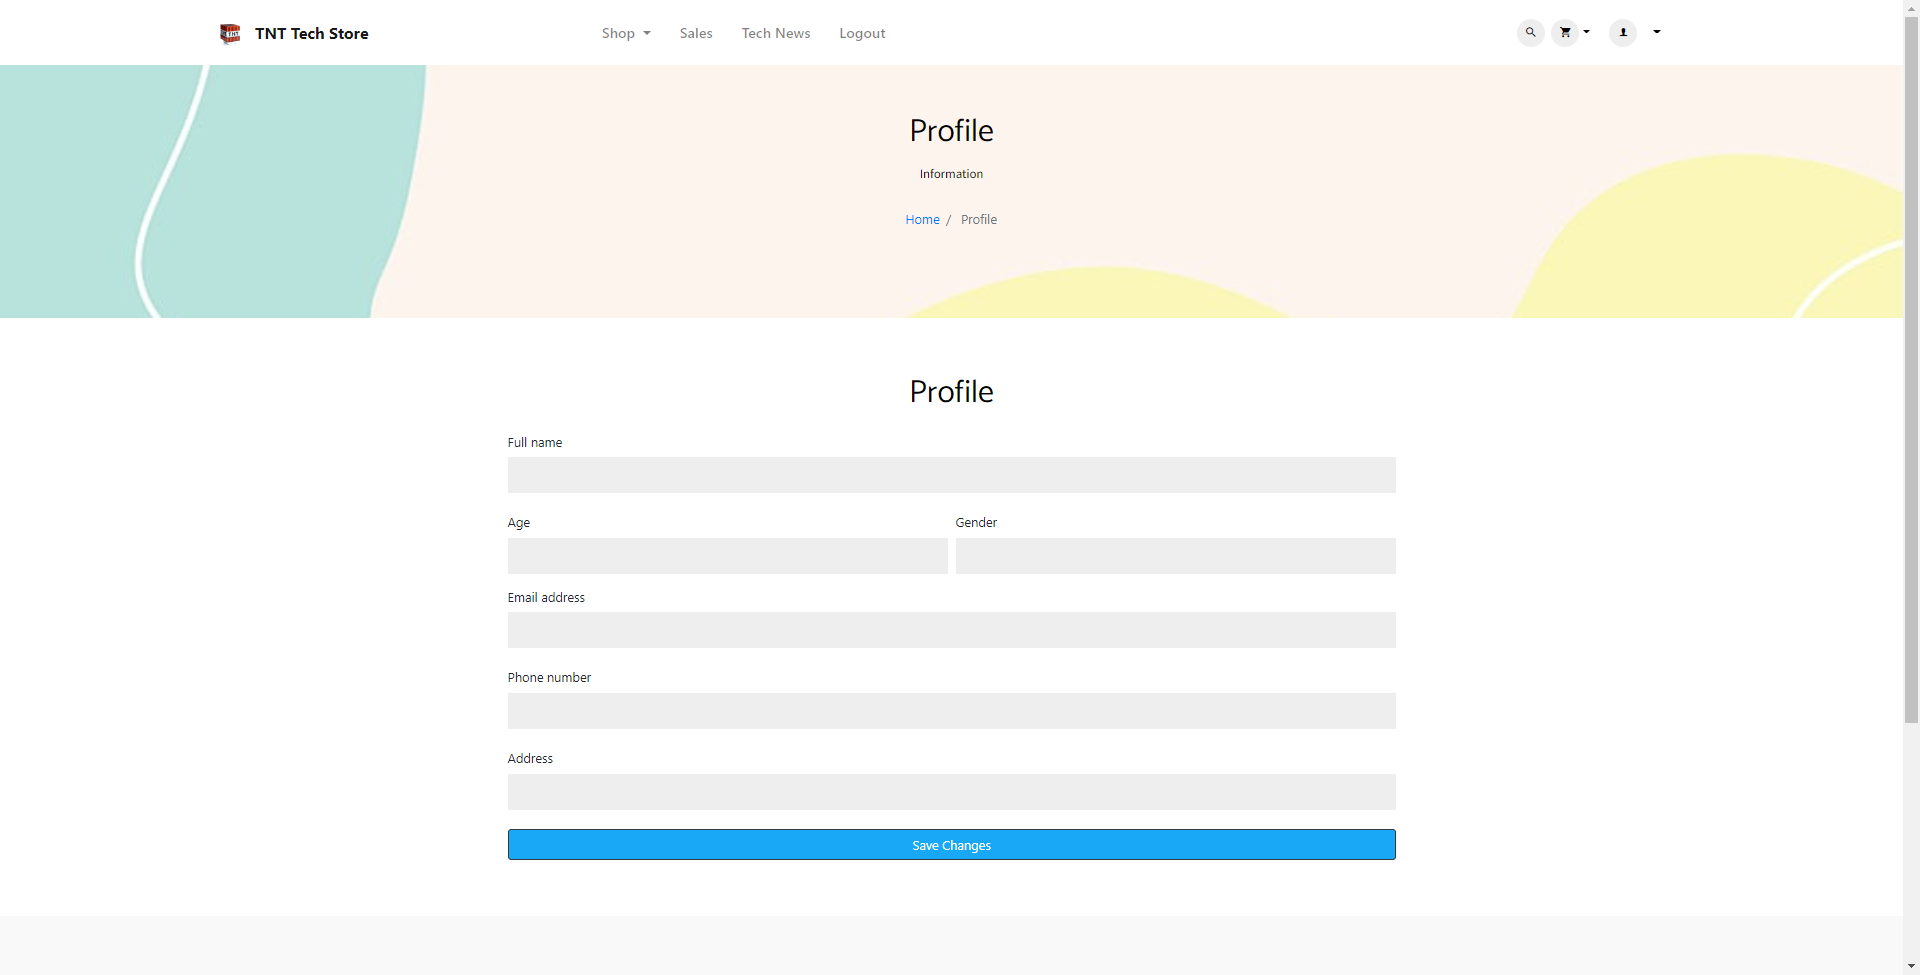 TNT
TNT Tech Store
Shop
Sales
Tech News
Logout
Profile
Information
Home / Profile
Profile
Full name
Age
Gender
Email address
Phone number
Address
Save Changes